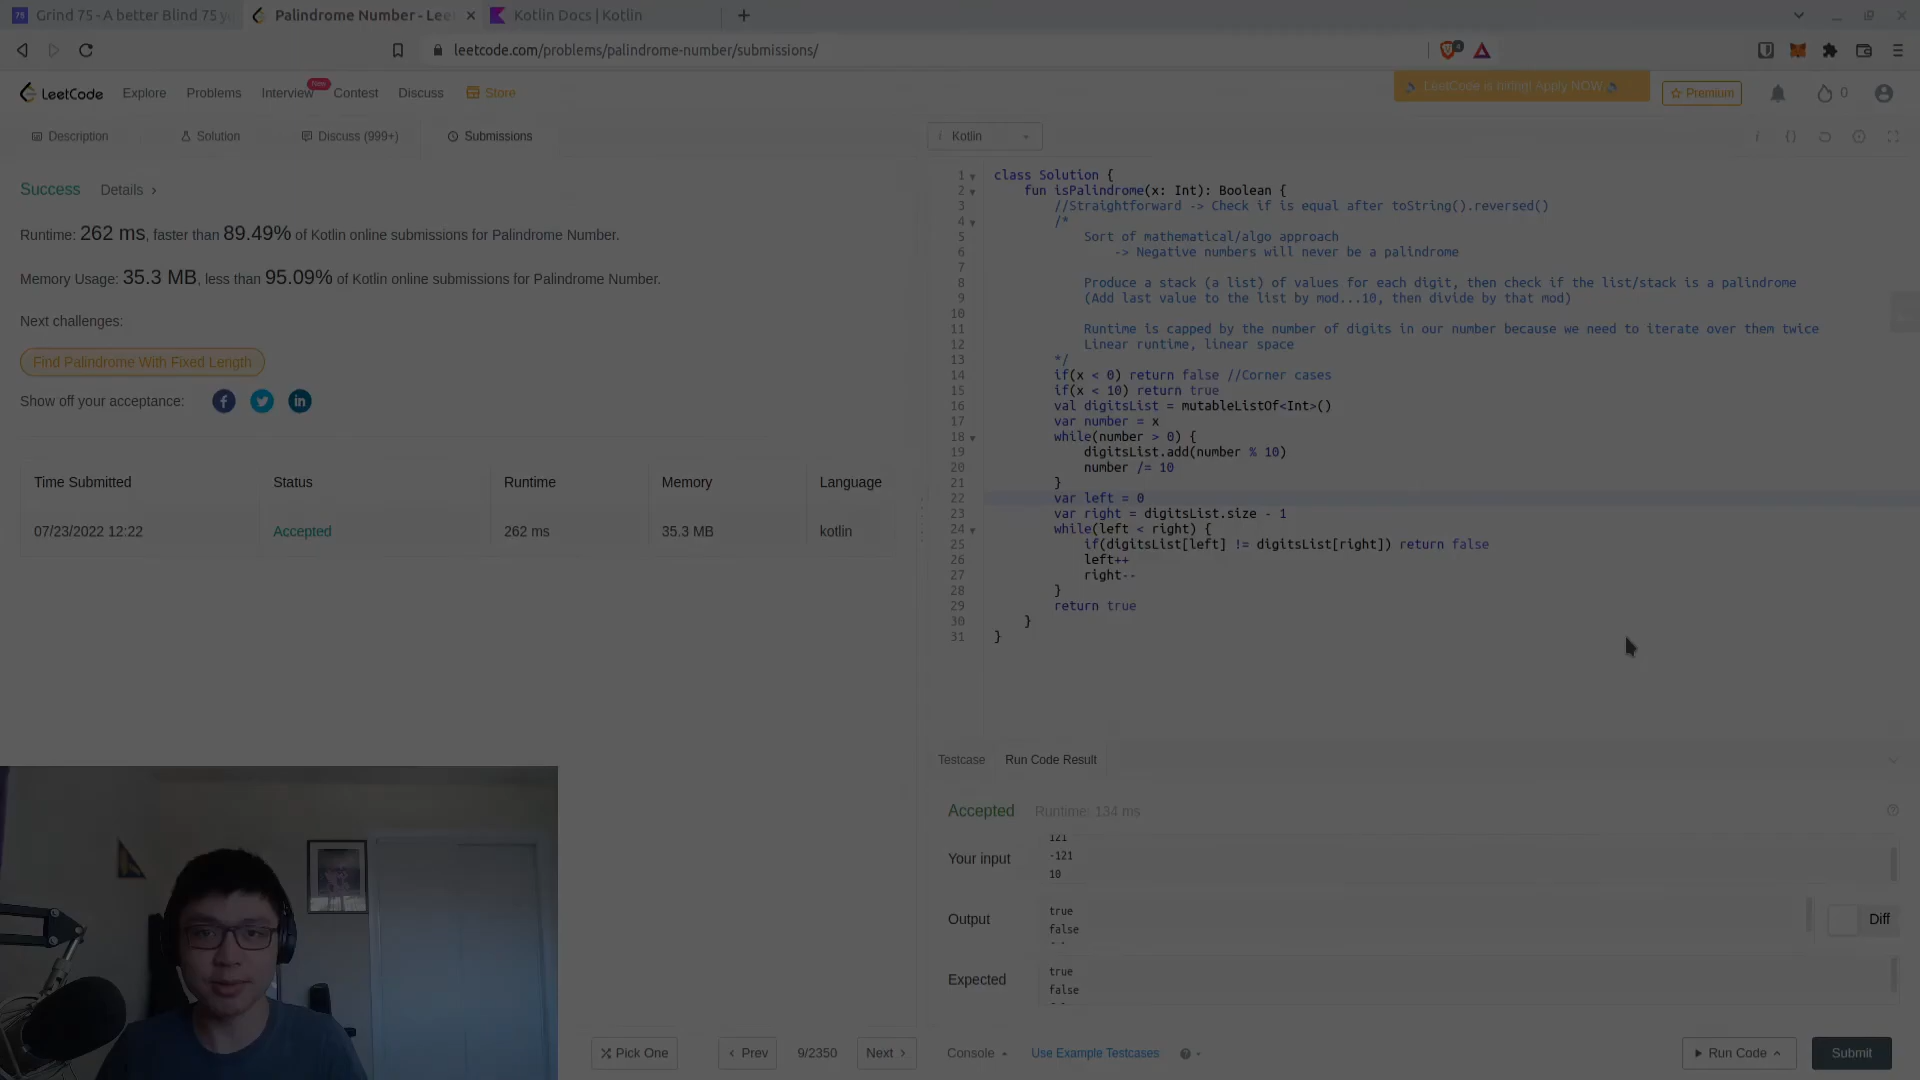 75 Grind 75 - A better Blind 75 y
Palindrome Number - Lee
Kotlin Docs | Kotlin
leetcode.com/problems/palindrome-number/submissions/
LeetCode
Explore
Problems
Interview
New
Contest
Discuss
Store
LeetCode is hiring! Apply NOW.
Premium
0
Description
Solution
Discuss (999+)
Submissions
Kotlin
Success
Details
Runtime: 262 ms, faster than 89.49% of Kotlin online submissions for Palindrome Number.
Memory Usage: 35.3 MB, less than 95.09% of Kotlin online submissions for Palindrome Number.
Next challenges:
Find Palindrome With Fixed Length
Show off your acceptance:
Time Submitted Status Runtime Memory Language
07/23/2022 12:22 Accepted 262 ms 35.3 MB kotlin
1 class Solution {
2 fun isPalindrome(x: Int): Boolean {
3 //Straightforward -> Check if is equal after toString().reversed()
4 /*
5 Sort of mathematical/algo approach
6 -> Negative numbers will never be a palindrome
7
8 Produce a stack (a list) of values for each digit, then check if the list/stack is a palindrome
9 (Add last value to the list by mod...10, then divide by that mod)
10
11 Runtime is capped by the number of digits in our number because we need to iterate over them twice
12 Linear runtime, linear space
13 */
14 if(x < 0) return false //Corner cases
15 if(x < 10) return true
16 val digitsList = mutableListOf<Int>()
17 var number = x
18 while(number > 0) {
19 digitsList.add(number % 10)
20 number /= 10
21 }
22 var left = 0
23 var right = digitsList.size - 1
24 while(left < right) {
25 if(digitsList[left] != digitsList[right]) return false
26 left++
27 right--
28 }
29 return true
30 }
31 }
Testcase
Run Code Result
Accepted
Runtime: 134 ms
Your input
121
-121
10
Output
true
false
Diff
Expected
true
false
Pick One
Prev
9/2350
Next
Console
Use Example Testcases
Run Code
Submit